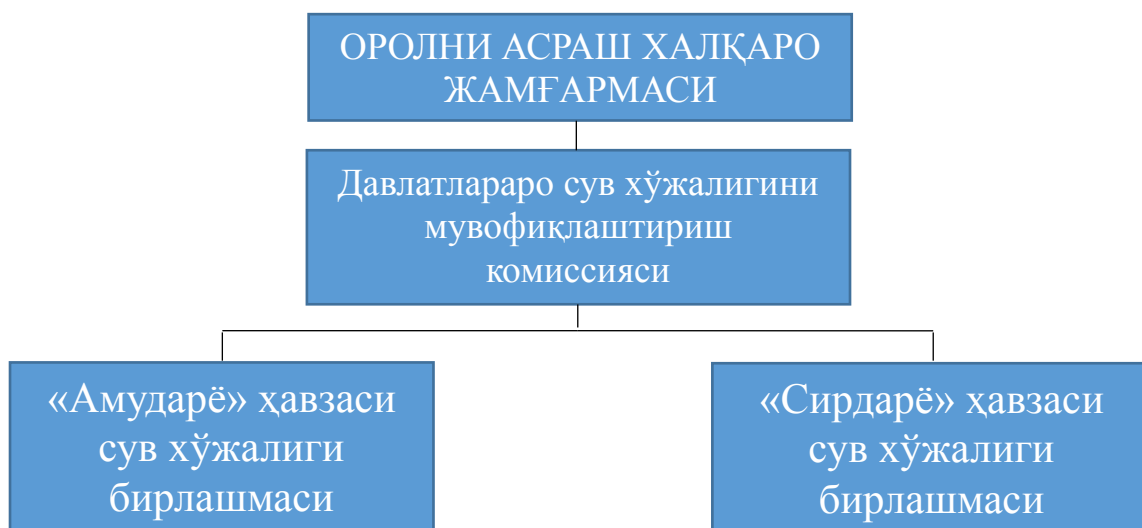 ОРОЛНИ АСРАШ ХАЛҚАРО
ЖАМҒАРМАСИ
Давлатлараро сув хўжалигини
мувофиқлаштириш
комиссияси
«Амударё» ҳавзаси
сув хўжалиги
бирлашмаси
«Сирдарё» ҳавзаси
сув хўжалиги
бирлашмаси